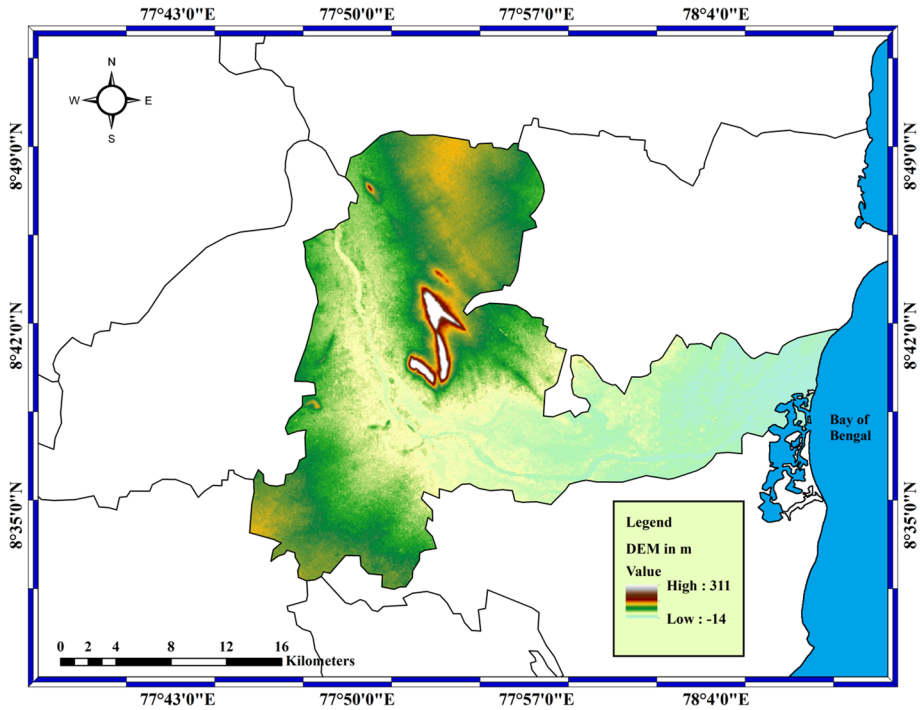 77°43'0"E 77°50'0"E 77°57'0"E 78°4'0"E
N
W E
S
8°49'0"N 8°49'0"N
8°42'0"N 8°42'0"N
Bay of
Bengal
8°35'0"N 8°35'0"N
Legend
DEM in m
Value
High : 311
Low : -14
0 2 4 8 12 16
Kilometers
77°43'0"E 77°50'0"E 77°57'0"E 78°4'0"E